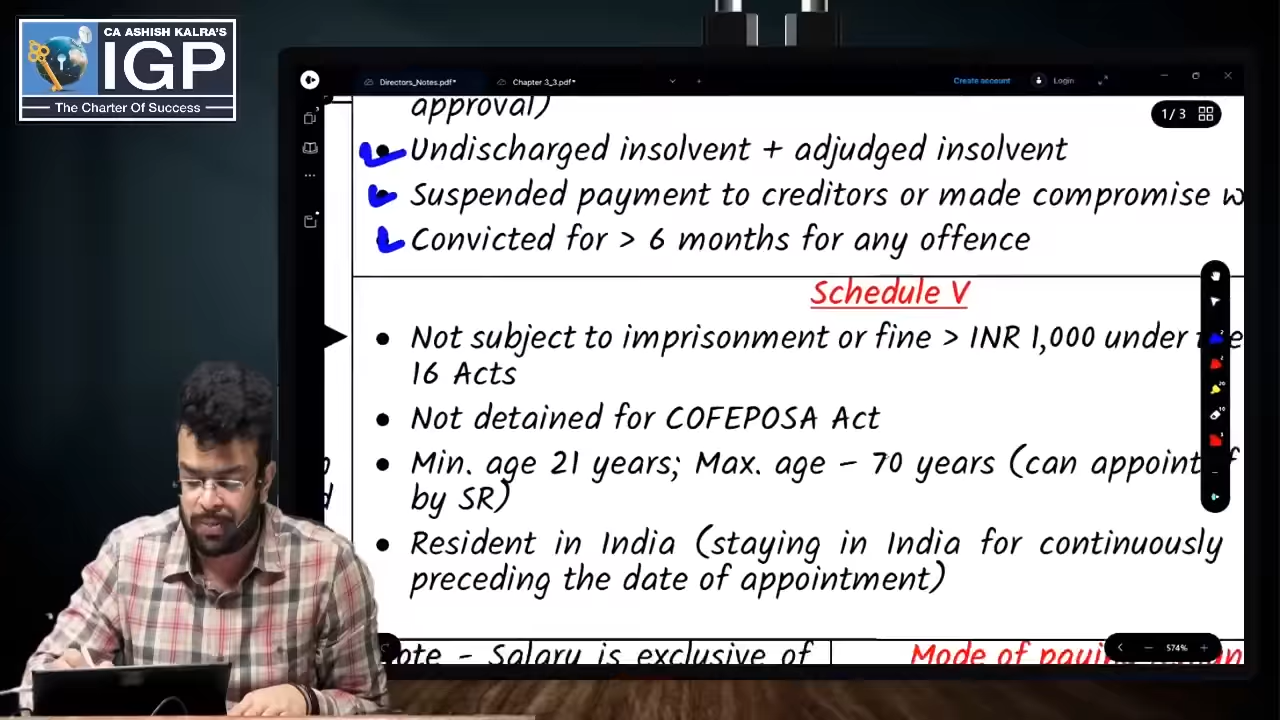 CA ASHISH KALRA'S
IGP
The Charter Of Success
Directors_Notes.pdf*
Chapter 3_3.pdf*
Create account
Login
approval)
1/3
Undischarged insolvent + adjudged insolvent
Suspended payment to creditors or made compromise w
Convicted for > 6 months for any offence
Schedule V
Not subject to imprisonment or fine > INR 1,000 under
16 Acts
Not detained for COFEPOSA Act
Min. age 21 years; Max. age – 70 years (can appoint
by SR)
Resident in India (staying in India for continuously
preceding the date of appointment)
574%
ote - Salary is exclusive of
Mode of payin